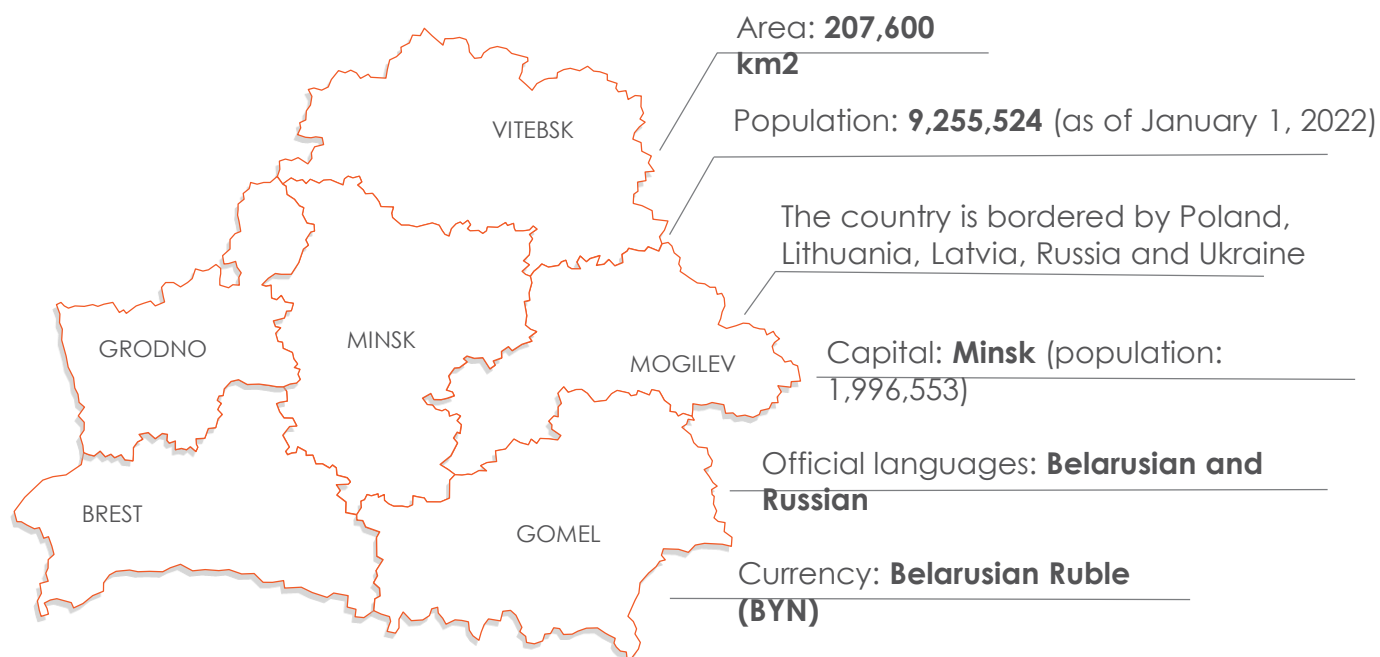 Area: 207,600
km2
VITEBSK
Population: 9,255,524 (as of January 1, 2022)
The country is bordered by Poland,
Lithuania, Latvia, Russia and Ukraine
GRODNO
MINSK
MOGILEV
Capital: Minsk (population:
1,996,553)
Official languages: Belarusian and
Russian
BREST
GOMEL
Currency: Belarusian Ruble
(BYN)